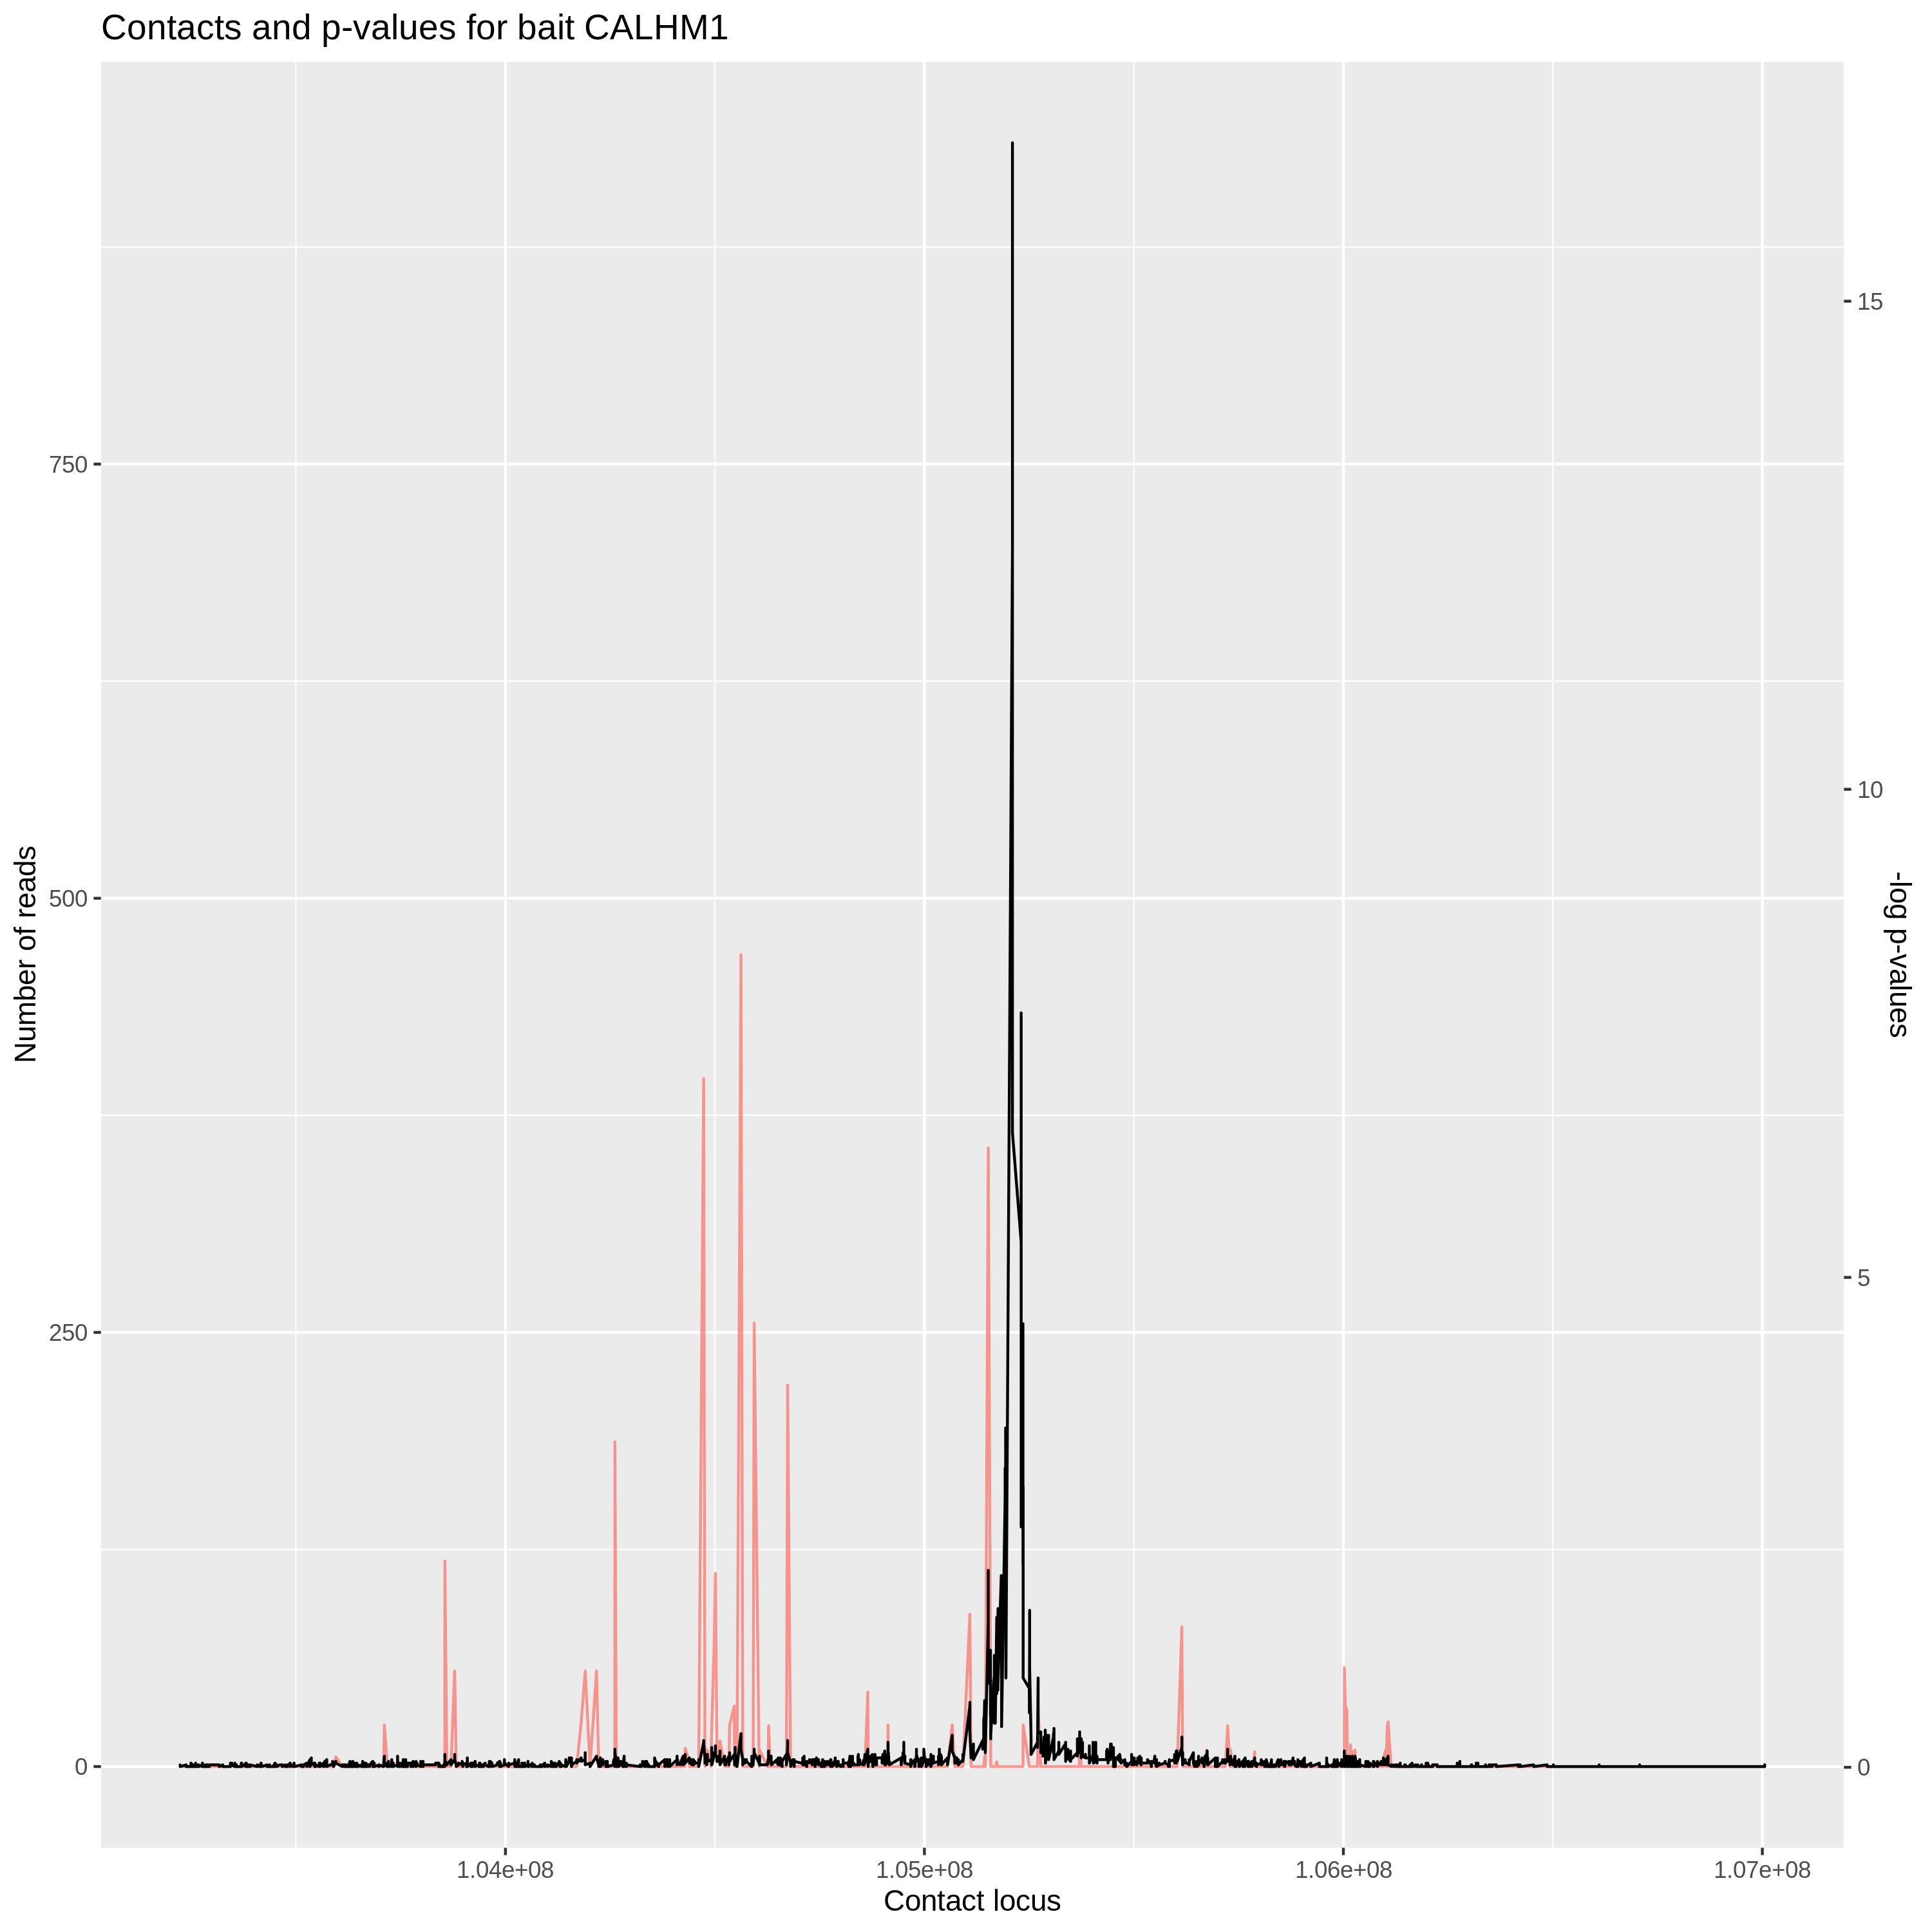 Contacts and p-values for bait CALHM1
750
500
250
0
Number of reads
15
10
5
0
-log p-values
1.04e+08
1.05e+08
1.06e+08
1.07e+08
Contact locus